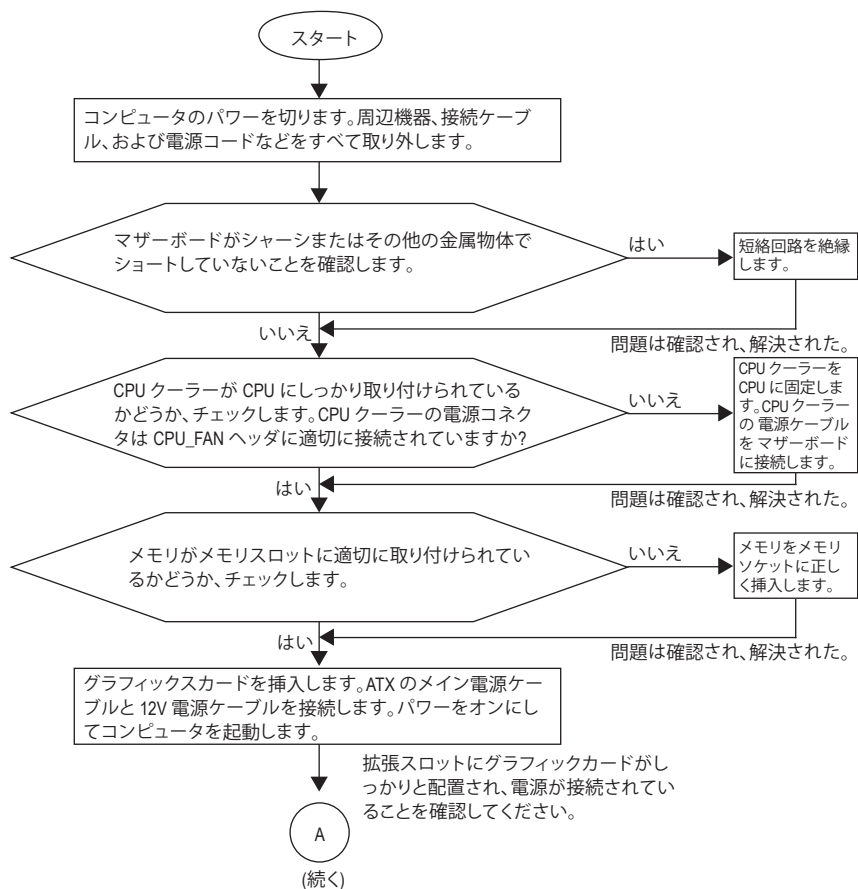 スタート
コンピュータのパワーを切ります。周辺機器、接続ケーブ
ル、および電源コードなどをすべて取り外します。
マザーボードがシャーシまたはその他の金属物体で
ショートしていないことを確認します。
はい
短絡回路を絶縁
します。
いいえ
問題は確認され、解決された。
CPU クーラーが CPU にしっかり取り付けられている
かどうか、チェックします。CPU クーラーの電源コネク
タは CPU_FAN ヘッダに適切に接続されていますか?
いいえ
CPU クーラーを
CPU に固定しま
す。CPU クーラー
の 電源ケーブル
を マザーボード
に接続します。
はい
問題は確認され、解決された。
メモリがメモリスロットに適切に取り付けられてい
るかどうか、チェックします。
いいえ
メモリをメモリ
ソケットに正し
く挿入します。
はい
問題は確認され、解決された。
グラフィックスカードを挿入します。ATX のメイン電源ケー
ブルと 12V 電源ケーブルを接続します。パワーをオンにし
てコンピュータを起動します。
拡張スロットにグラフィックカードがし
っかりと配置され、電源が接続されてい
ることを確認してください。
A
(続く)